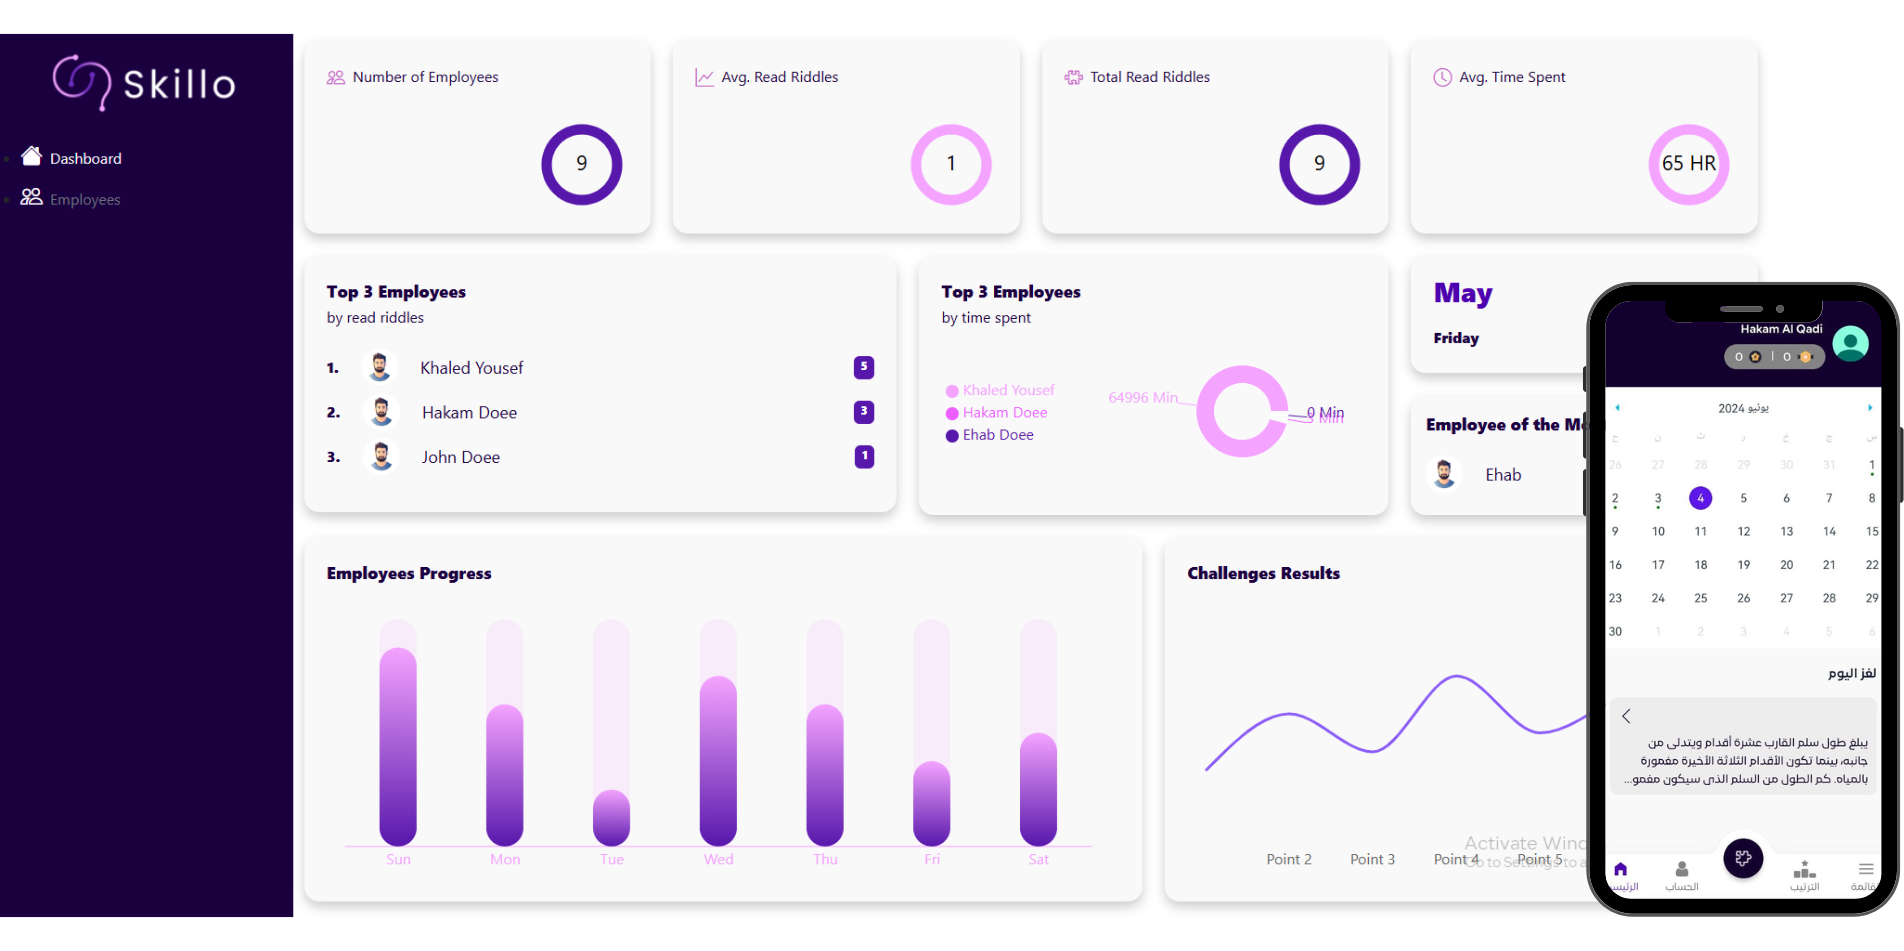 Skillo
Dashboard
Employees
Number of Employees
9
Avg. Read Riddles
1
Total Read Riddles
9
Avg. Time Spent
65 HR
Top 3 Employees
by read riddles
1. Khaled Yousef 5
2. Hakam Doee 3
3. John Doee 1
Top 3 Employees
by time spent
Khaled Yousef
Hakam Doee
Ehab Doee
64996 Min
0 Min
3 Min
May
Friday
Employee of the M
Ehab
Employees Progress
Sun Mon Tue Wed Thu Fri Sat
Challenges Results
Point 2 Point 3 Point 4 Point 5
Activate Wind
Go to Settings to a
Hakam Al Qadi
0 | 0
يونيو 2024
ح ن ث ر خ ج س
26 27 28 29 30 31 1
2 3 4 5 6 7 8
9 10 11 12 13 14 15
16 17 18 19 20 21 22
23 24 25 26 27 28 29
30 1 2 3 4 5 6
لغز اليوم
يبلغ طول سلم القارب عشرة أقدام ويتدلى من
جانبه، بينما تكون الأقدام الثلاثة الأخيرة مغمورة
بالمياه. كم الطول من السلم الذي سيكون مغمو...
قائمة
الترتيب
الحساب
الرئيس